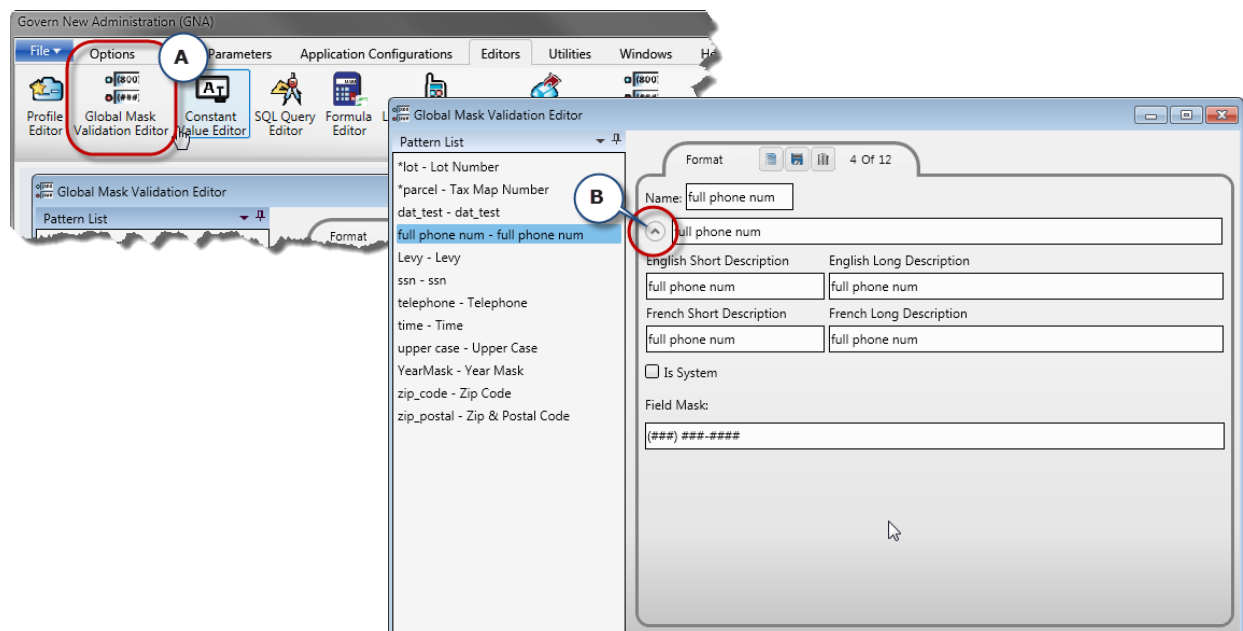 Govern New Administration (GNA)
File Options Parameters Application Configurations Editors Utilities Windows
A
Profile Editor
Global Mask Validation Editor
Constant Value Editor
SQL Query Editor
Formula Editor
Global Mask Validation Editor
Pattern List
Format
Global Mask Validation Editor
Pattern List
*lot - Lot Number
*parcel - Tax Map Number
dat_test - dat_test
full phone num - full phone num
Levy - Levy
ssn - ssn
telephone - Telephone
time - Time
upper case - Upper Case
YearMask - Year Mask
zip_code - Zip Code
zip_postal - Zip & Postal Code
Format 4 Of 12
B
Name: full phone num
full phone num
English Short Description English Long Description
full phone num full phone num
French Short Description French Long Description
full phone num full phone num
Is System
Field Mask:
(###) ###-####